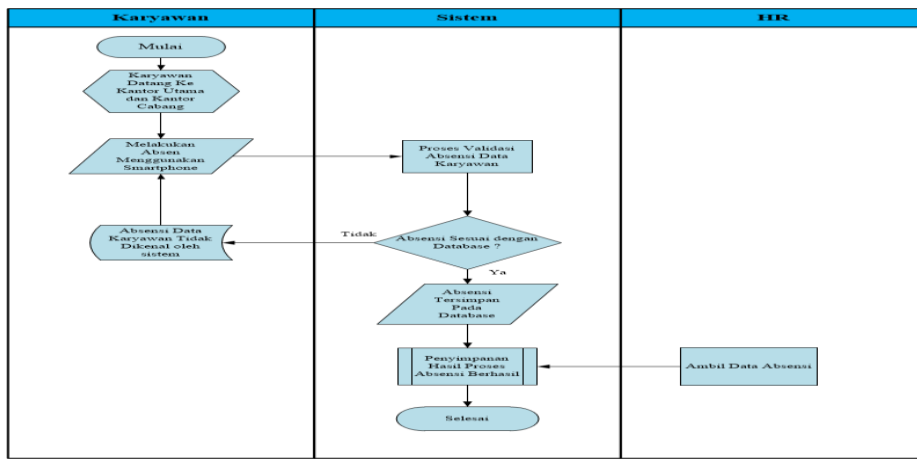 Karyawan
Sistem
HR
Mulai
Karyawan
Datang Ke
Kantor Utama
dan Kantor
Cabang
Melakukan
Absen
Menggunakan
Smartphone
Proses Validasi
Absensi Data
Karyawan
Absensi Data
Karyawan Tidak
Dikenal oleh
sistem
Tidak
Absensi Sesuai dengan
Database ?
Ya
Absensi
Tersimpan
Pada
Database
Penyimpanan
Hasil Proses
Absensi Berhasil
Ambil Data Absensi
Selesai